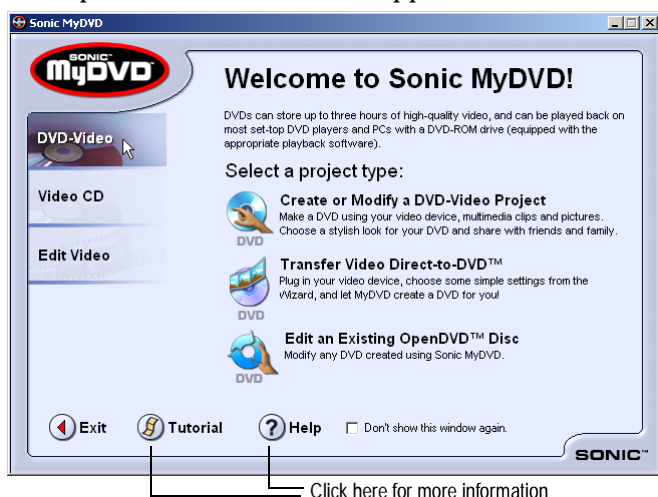 Sonic MyDVD
SONIC
MyDVD
Welcome to Sonic MyDVD!
DVDs can store up to three hours of high-quality video, and can be played back on
most set-top DVD players and PCs with a DVD-ROM drive (equipped with the
appropriate playback software).
Select a project type:
DVD-Video
Video CD
Edit Video
Create or Modify a DVD-Video Project
Make a DVD using your video device, multimedia clips and pictures.
Choose a stylish look for your DVD and share with friends and family.
DVD
Transfer Video Direct-to-DVD™
Plug in your video device, choose some simple settings from the
Wizard, and let MyDVD create a DVD for you!
DVD
Edit an Existing OpenDVD™ Disc
Modify any DVD created using Sonic MyDVD.
DVD
Exit
Tutorial
? Help
Don't show this window again.
SONIC™
Click here for more information